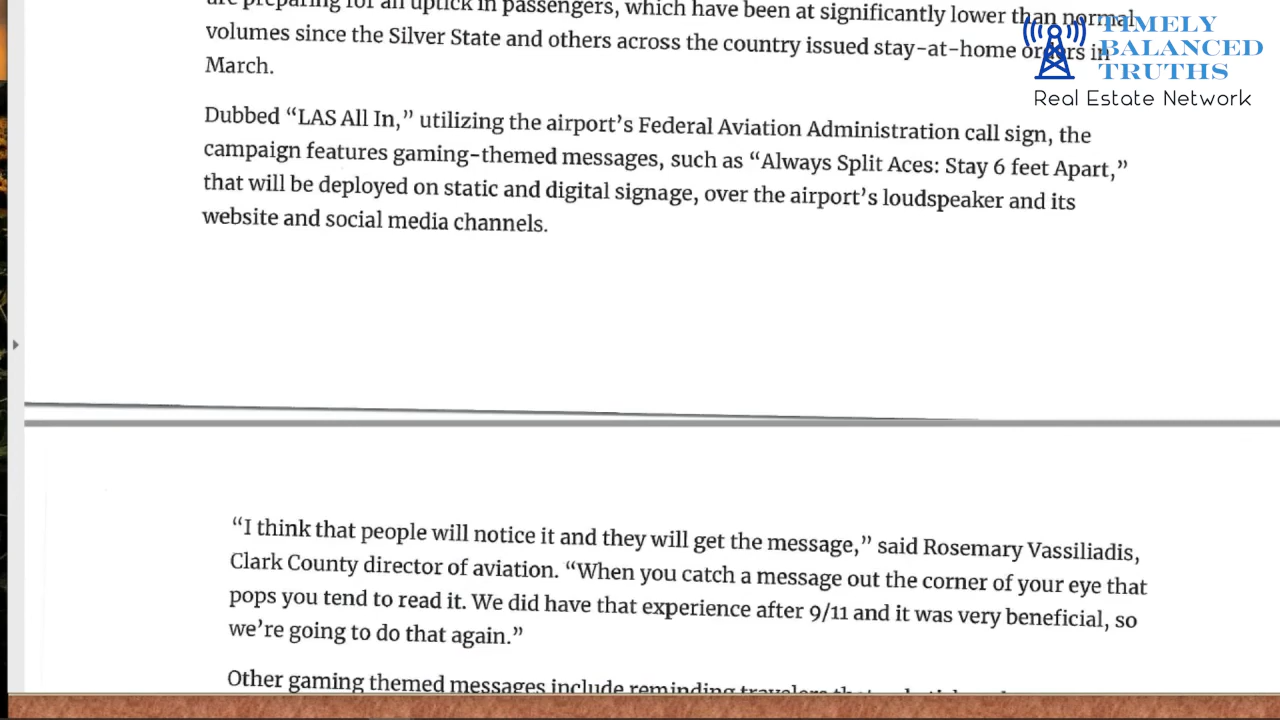 are preparing for an uptick in passengers, which have been at significantly lower than normal
volumes since the Silver State and others across the country issued stay-at-home orders in
March.
TIMELY
BALANCED
TRUTHS
Real Estate Network
Dubbed “LAS All In,” utilizing the airport’s Federal Aviation Administration call sign, the
campaign features gaming-themed messages, such as “Always Split Aces: Stay 6 feet Apart,”
that will be deployed on static and digital signage, over the airport’s loudspeaker and its
website and social media channels.
“I think that people will notice it and they will get the message,” said Rosemary Vassiliadis,
Clark County director of aviation. “When you catch a message out the corner of your eye that
pops you tend to read it. We did have that experience after 9/11 and it was very beneficial, so
we’re going to do that again.”
Other gaming themed messages include reminding travelers that